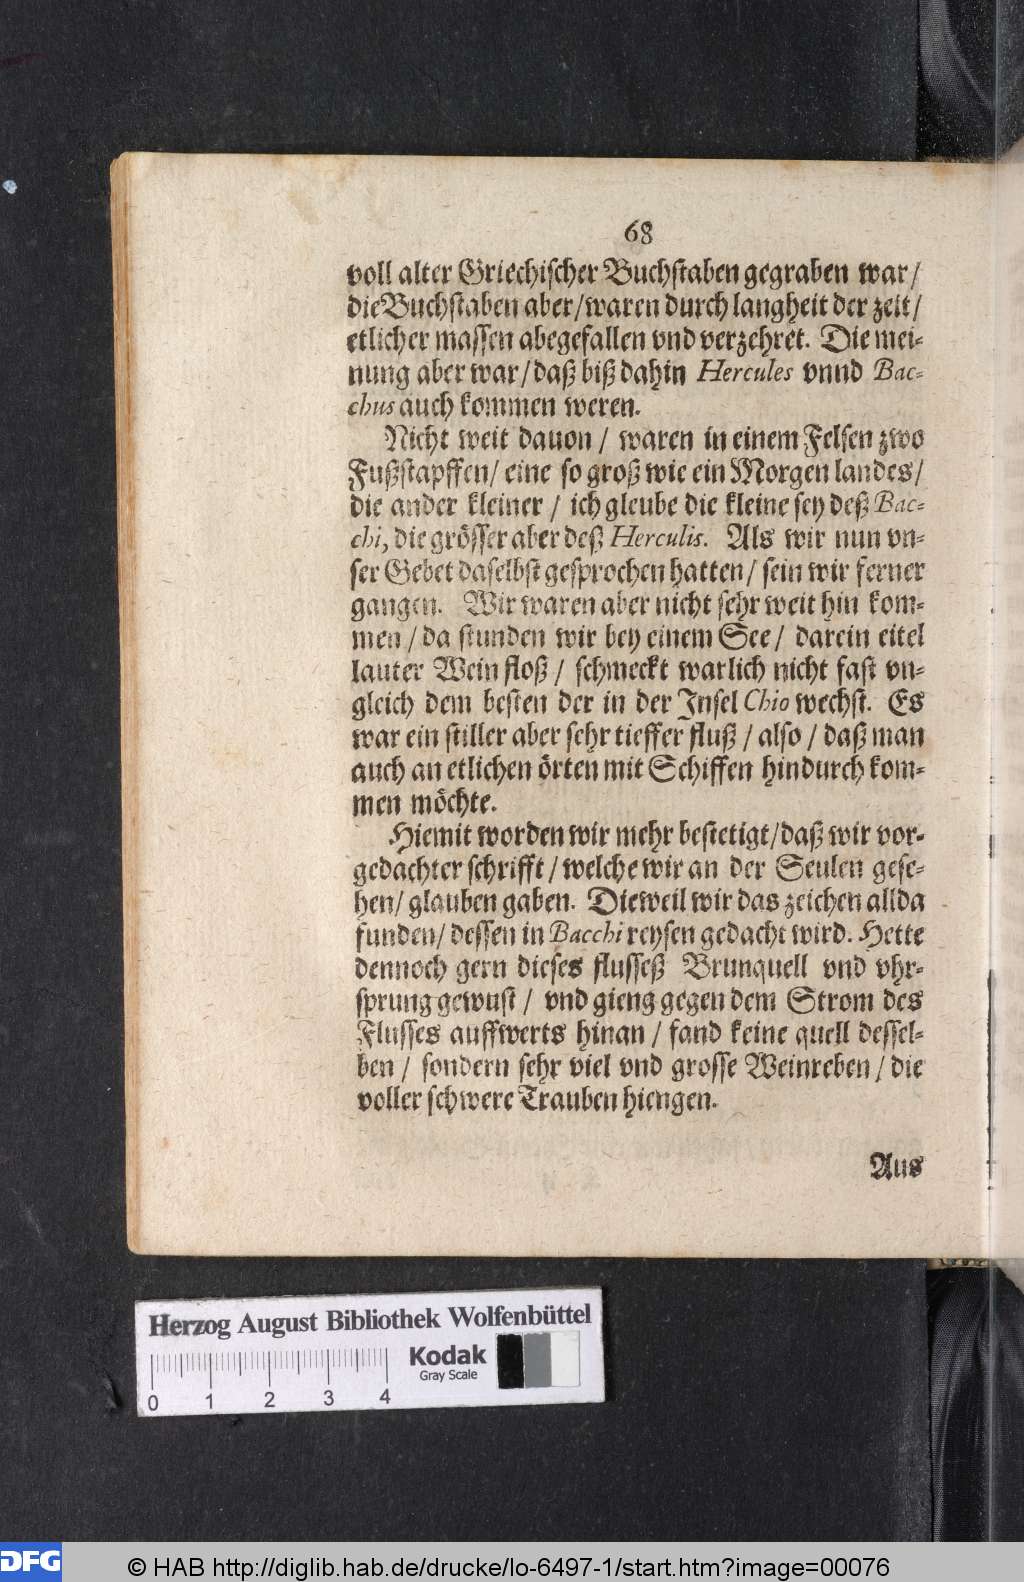 68
voll alter Griechischer Buchstaben gegraben war /
die Buchstaben aber / waren durch langheit der zeit /
etlicher massen abegefallen vnd verzehret. Die mei-
nung aber war / daß biß dahin Hercules vnnd Bac-
chus auch kommen weren.
Nicht weit dauon / waren in einem Felsen zwo
Fußstapffen / eine so groß wie ein Morgen landes /
die ander kleiner / ich gleube die kleine sey deß Bac-
chi, die grösser aber deß Herculis. Als wir nun vn-
ser Gebet daselbst gesprochen hatten / sein wir ferner
gangen. Wir waren aber nicht sehr weit hin kom-
men / da stunden wir bey einem See / darein eitel
lauter Wein floß / schmeckt warlich nicht fast vn-
gleich dem besten der in der Insel Chio wechst. Es
war ein stiller aber sehr tieffer fluß / also / daß man
auch an etlichen örten mit Schiffen hindurch kom-
men möchte.
Hiemit worden wir mehr bestetigt / daß wir vor-
gedachter schrifft / welche wir an der Seulen gese-
hen / glauben gaben. Dieweil wir das zeichen allda
funden / dessen in Bacchi reysen gedacht wird. Hette
dennoch gern dieses flusseß Brunquell vnd vhr-
sprung gewust / vnd gieng gegen dem Strom des
Flusses auffwerts hinan / fand keine quell dessel-
ben / sondern sehr viel vnd grosse Weinreben / die
voller schwere Trauben hiengen.
Aus
Herzog August Bibliothek Wolfenbüttel
Kodak
Gray Scale
0 1 2 3 4
DFG
© HAB http://diglib.hab.de/drucke/lo-6497-1/start.htm?image=00076